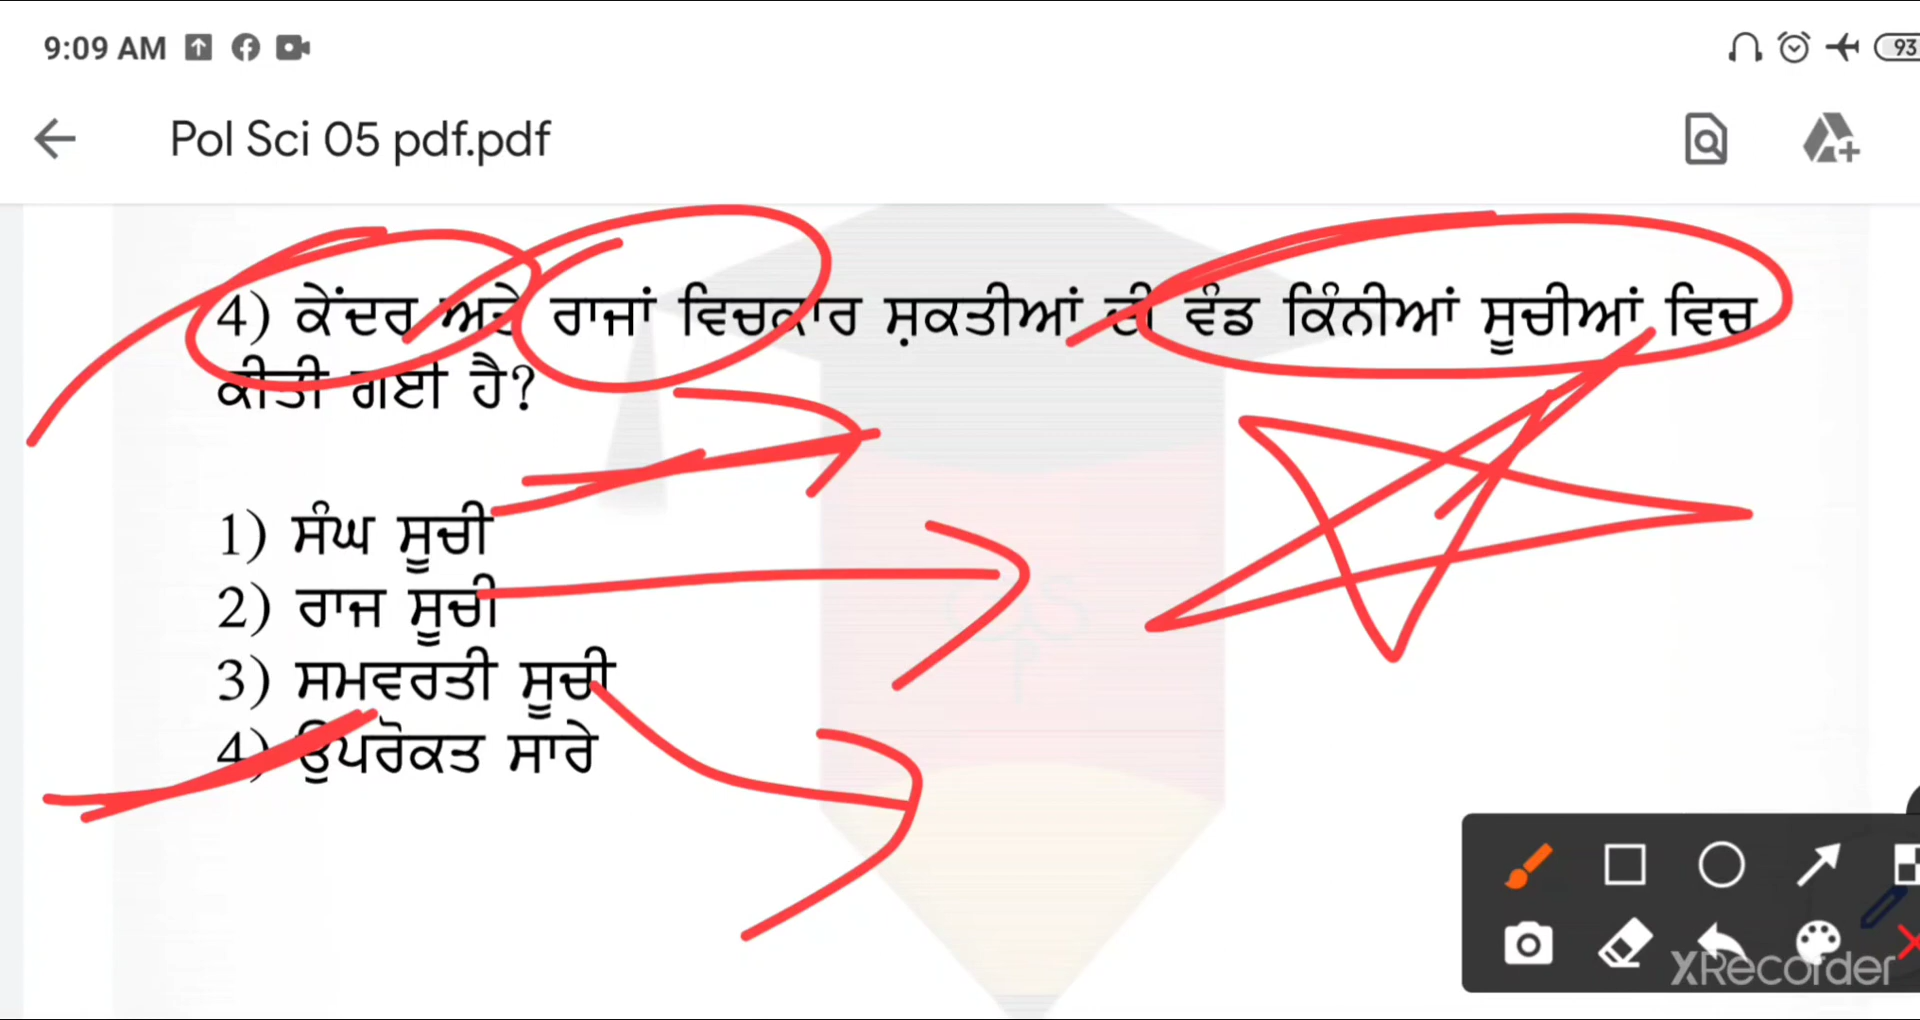 9:09 AM
93
Pol Sci 05 pdf.pdf
4) ਕੇਂਦਰ ਅਤੇ ਰਾਜਾਂ ਵਿਚਕਾਰ ਸ਼ਕਤੀਆਂ ਦੀ ਵੰਡ ਕਿੰਨੀਆਂ ਸੂਚੀਆਂ ਵਿਚ
ਕੀਤੀ ਗਈ ਹੈ?
1) ਸੰਘ ਸੂਚੀ
2) ਰਾਜ ਸੂਚੀ
3) ਸਮਵਰਤੀ ਸੂਚੀ
4) ਉਪਰੋਕਤ ਸਾਰੇ
XRecorder